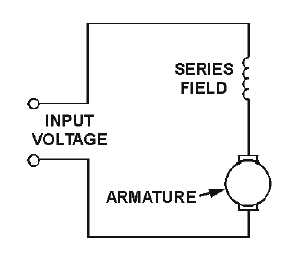 SERIES
FIELD
INPUT
VOLTAGE
ARMATURE